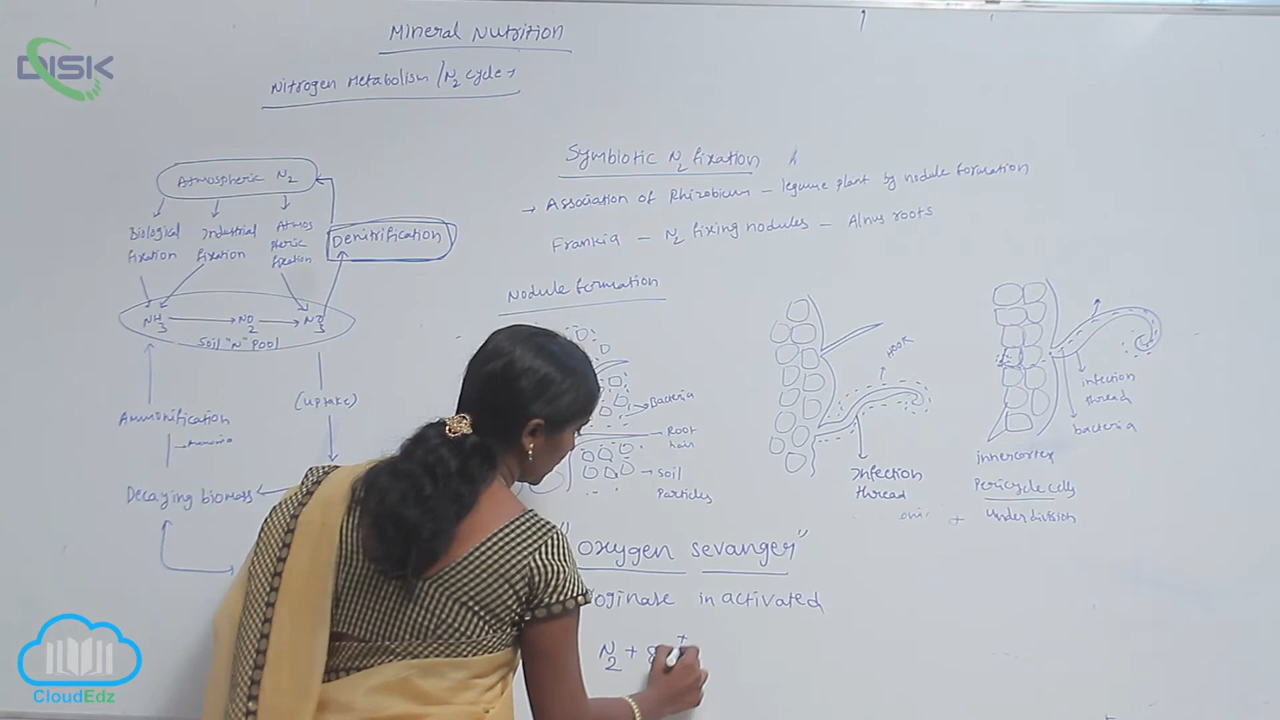 DISK
Mineral Nutrition
Nitrogen Metabolism / N2 cycle →
Atmospheric N2
Biological fixation
Industrial fixation
Atmospheric fixation
Denitrification
NH3 → NO2 → NO3
Soil "N" Pool
Ammonification
(uptake)
Decaying biomass
Symbiotic N2 fixation
→ Association of Rhizobium – legume plant by nodule formation
Frankia – N2 fixing nodules – Alnus roots
Nodule formation
Bacteria
Root hair
Soil Particles
Hook
Infection thread
infection thread
bacteria
innercortex
Pericycle cells
under division
"Oxygen sevanger"
oginase inactivated
N2 + 8
CloudEdz